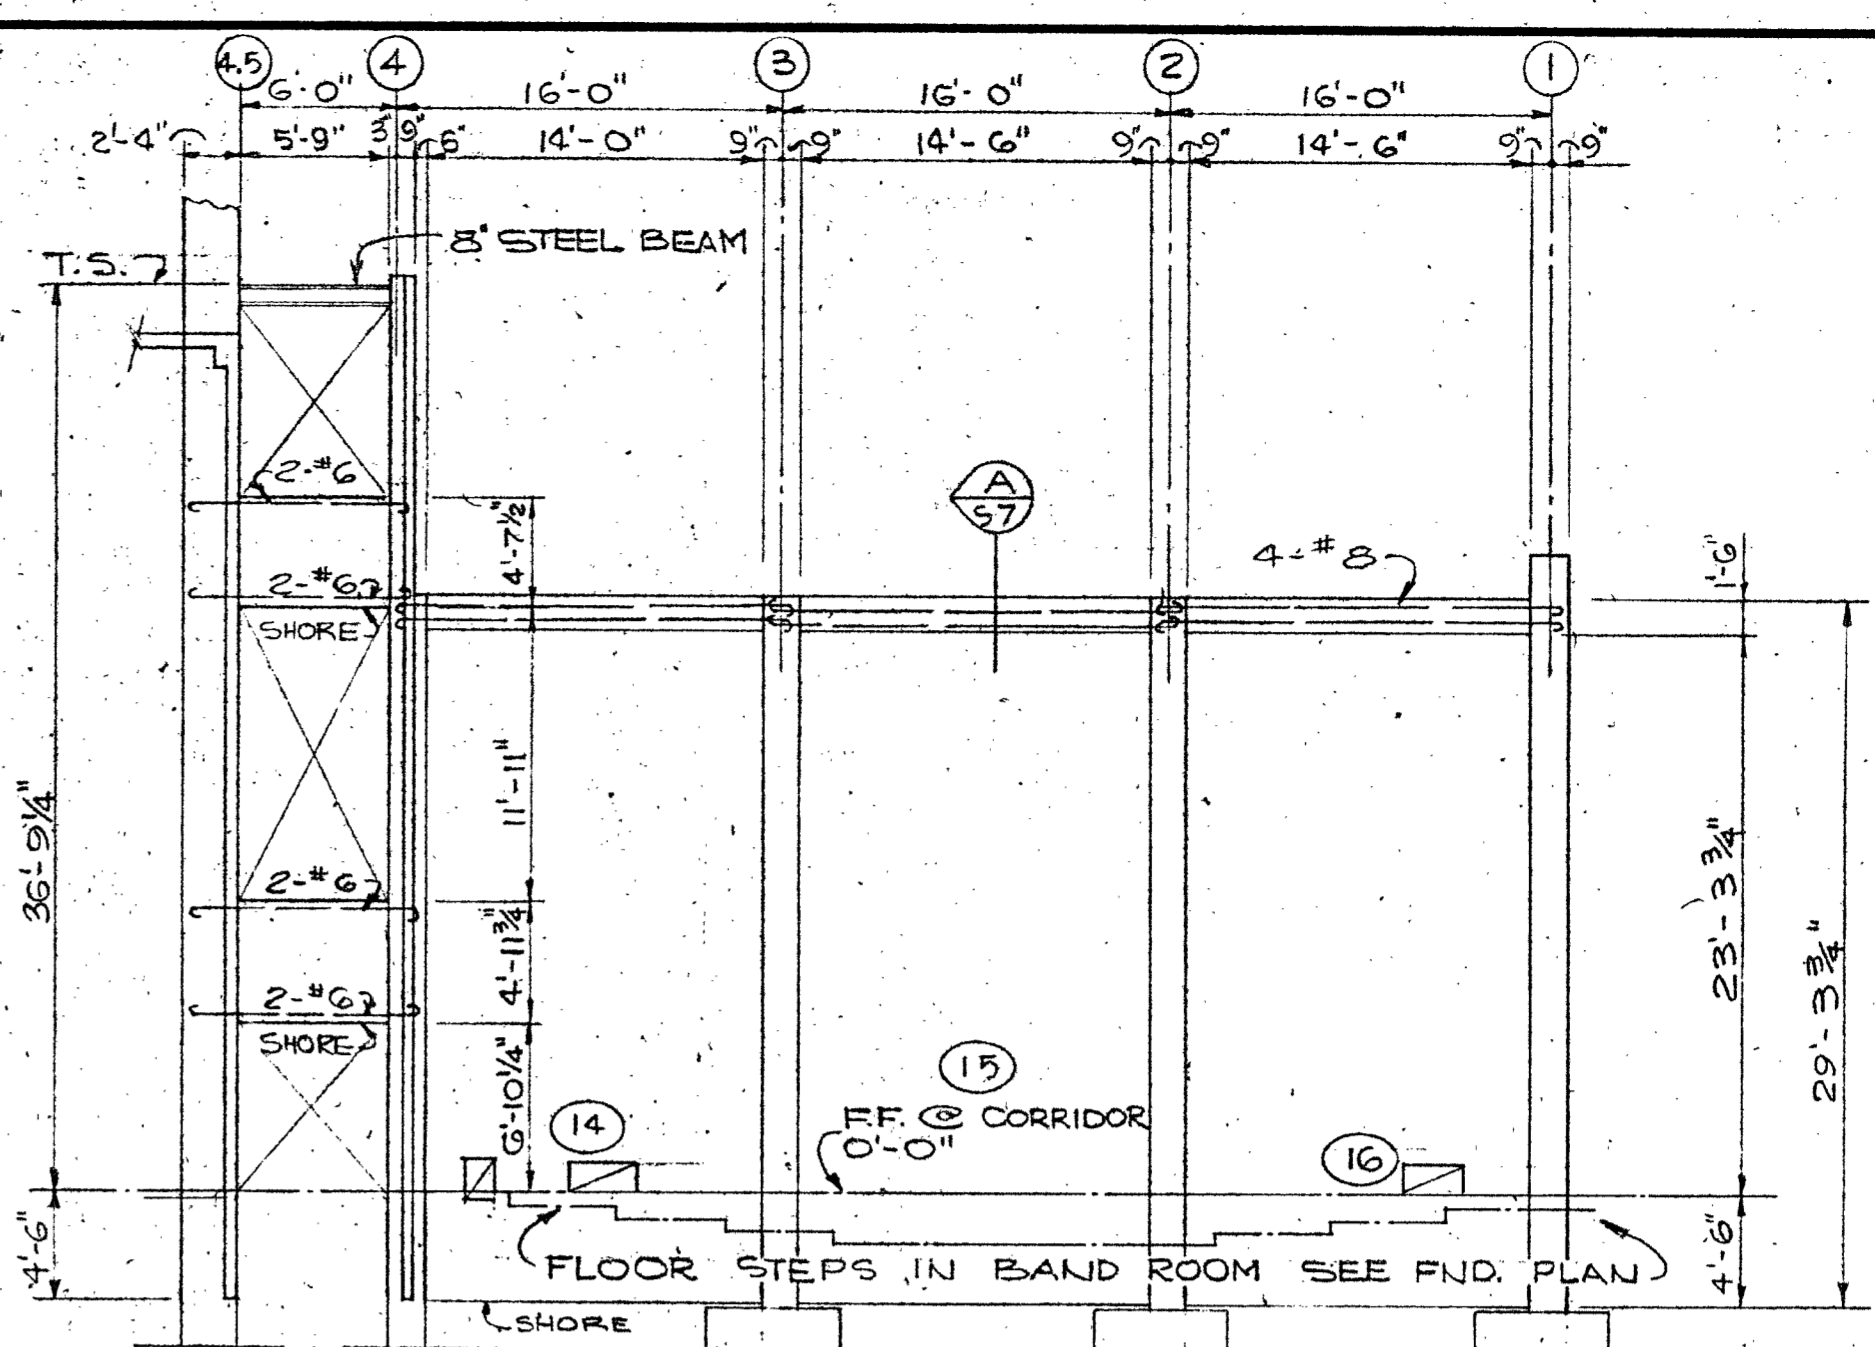 4.5 4 3 2 1
6'-0" 16'-0" 16'-0" 16'-0"
2'-4" 5'-9" 3" 9" 6" 14'-0" 9" 9" 14'-6" 9" 9" 14'-6" 9" 9"
8" STEEL BEAM
T.S.
2-#6
A
S7
4'-7½"
4-#8
1'-6"
2-#6
SHORE
11'-11"
36'-9¼"
23'-3¾"
2-#6
4'-11¾"
29'-3¾"
2-#6
SHORE
6'-10¼"
15
14
F.F. @ CORRIDOR
0'-0"
16
4'-6"
FLOOR STEPS IN BAND ROOM SEE FND. PLAN
4'-6"
SHORE